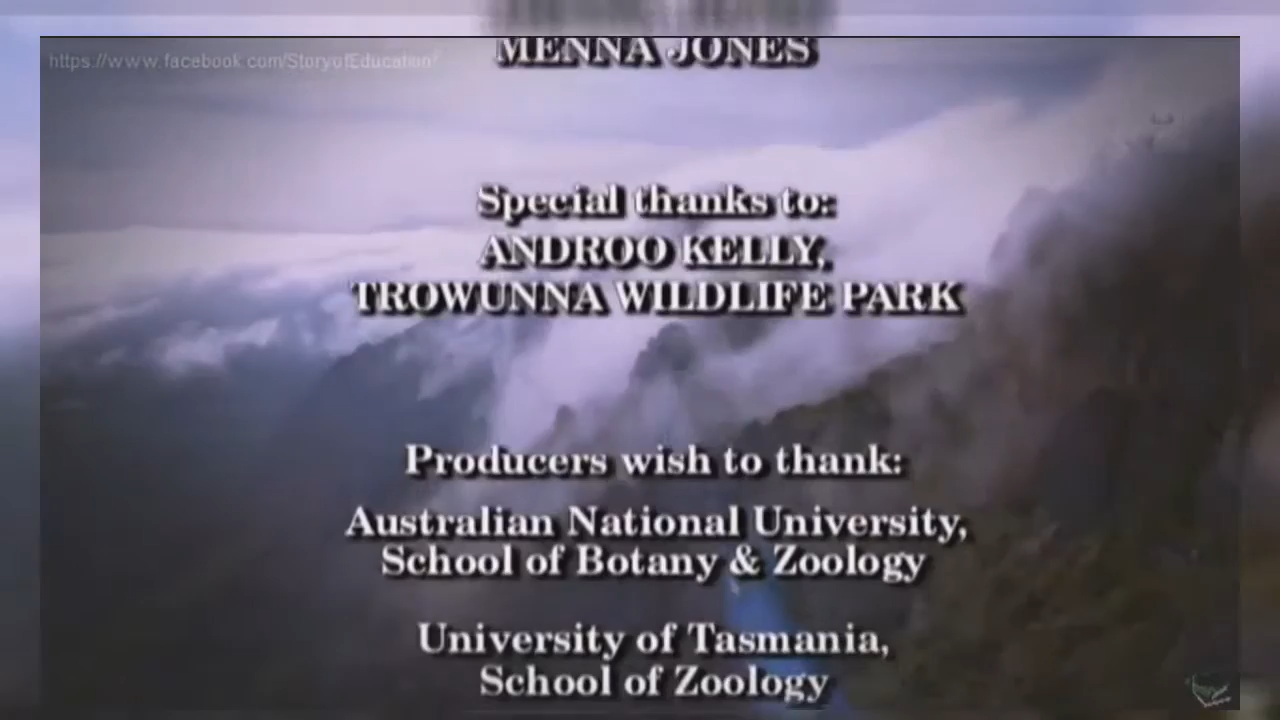 MENNA JONES
https://www.facebook.com/StoryofEducation/
Special thanks to:
ANDROO KELLY,
TROWUNNA WILDLIFE PARK
Producers wish to thank:
Australian National University,
School of Botany & Zoology
University of Tasmania,
School of Zoology